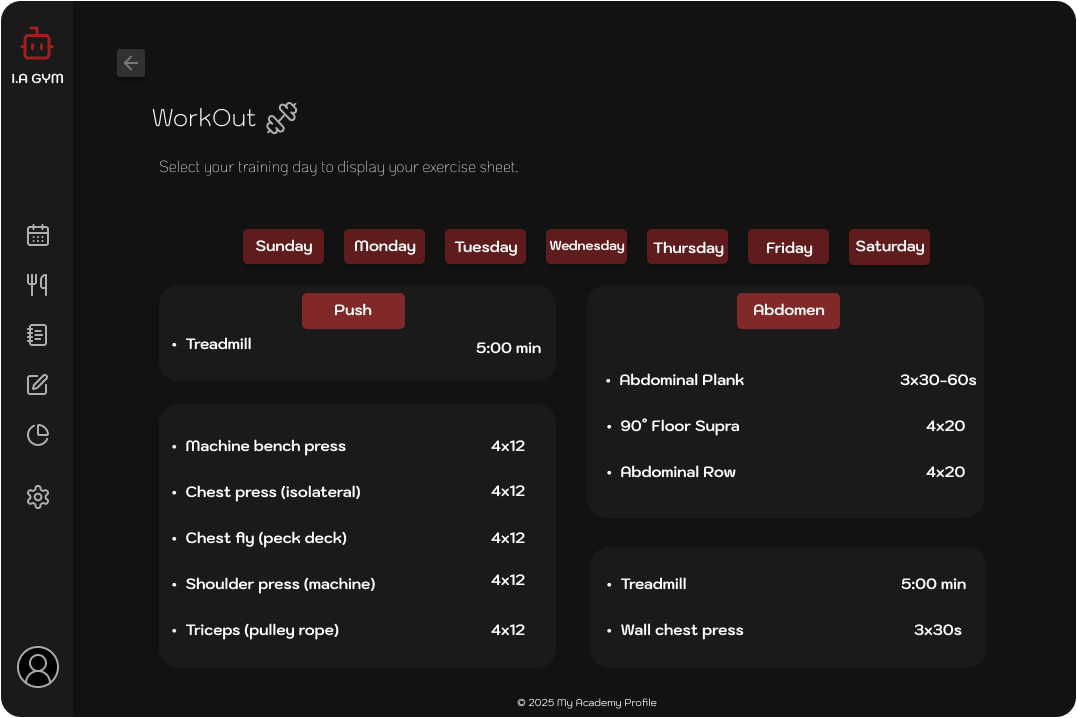 I.A GYM
WorkOut
Select your training day to display your exercise sheet.
Sunday Monday Tuesday Wednesday Thursday Friday Saturday
Push
• Treadmill 5:00 min
• Machine bench press 4x12
• Chest press (isolateral) 4x12
• Chest fly (peck deck) 4x12
• Shoulder press (machine) 4x12
• Triceps (pulley rope) 4x12
Abdomen
• Abdominal Plank 3x30-60s
• 90° Floor Supra 4x20
• Abdominal Row 4x20
• Treadmill 5:00 min
• Wall chest press 3x30s
© 2025 My Academy Profile